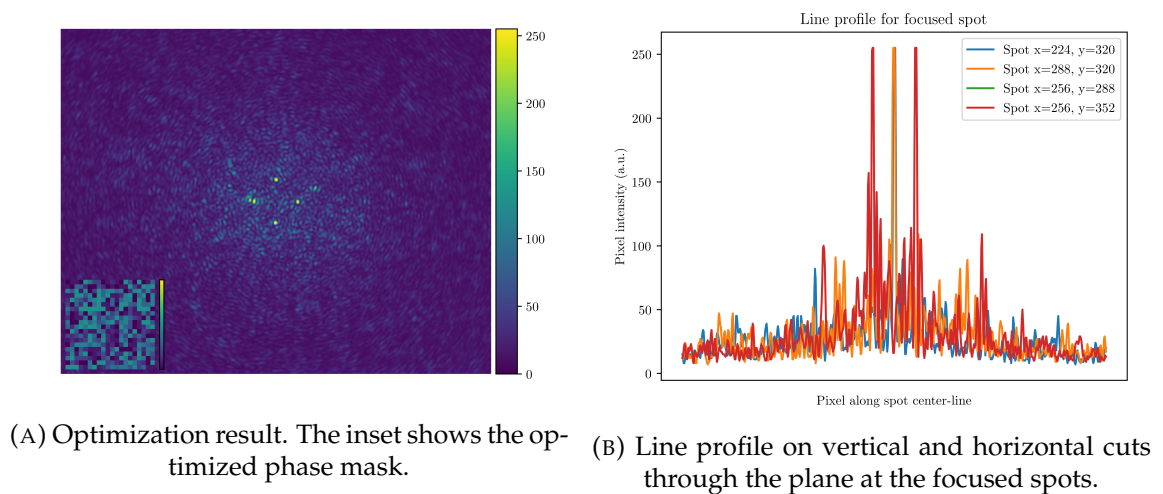 250
200
150
100
50
0
Line profile for focused spot
Spot x=224, y=320
Spot x=288, y=320
Spot x=256, y=288
Spot x=256, y=352
250
200
150
100
50
0
Pixel intensity (a.u.)
Pixel along spot center-line
(A) Optimization result. The inset shows the op-
timized phase mask.
(B) Line profile on vertical and horizontal cuts
through the plane at the focused spots.